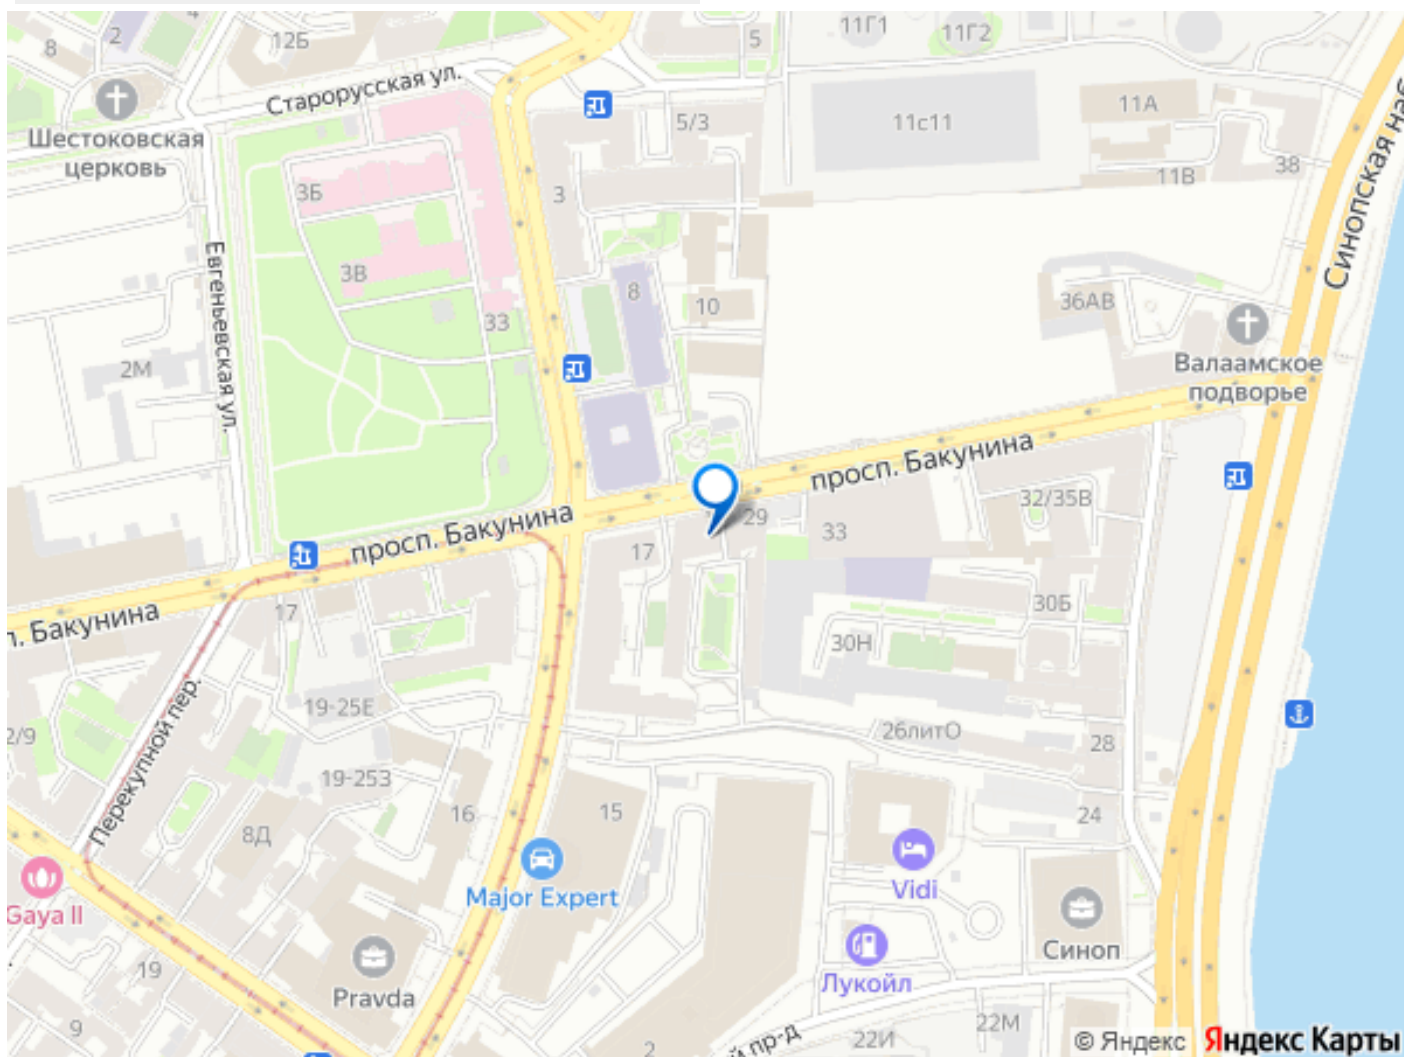 8
2
12Б
5
11Г1
11Г2
Старорусская ул.
Шестоковская
церковь
5/3
11с11
11А
11В
38
Синопская наб
3Б
3
Евгеньевская ул.
3В
8
10
33
36АВ
2М
Валаамское
подворье
просп. Бакунина
32/35В
29
33
просп. Бакунина
17
30Б
17
30Н
Бакунина
Перекупной пер.
19-25Е
26литО
28
2/9
19-253
16
15
24
8Д
Vidi
Major Expert
Gaya II
Синоп
19
Pravda
Лукойл
9
2
й пр-д
22И
22М
© Яндекс
Яндекс Карты